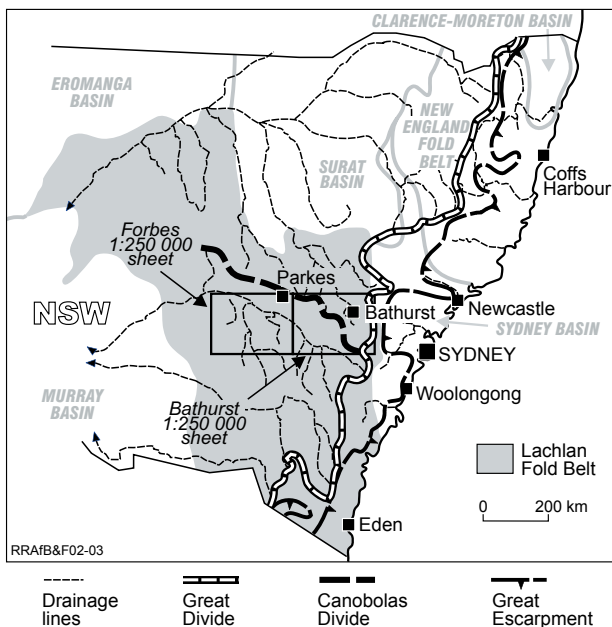 CLARENCE-MORETON BASIN
EROMANGA
BASIN
NEW
ENGLAND
FOLD
BELT
SURAT
BASIN
Coffs
Harbour
Forbes
1:250 000
sheet
Parkes
NSW
Bathurst
Newcastle
SYDNEY BASIN
SYDNEY
Woolongong
MURRAY
BASIN
Bathurst
1:250 000
sheet
Lachlan
Fold Belt
0 200 km
Eden
RRAfB&F02-03
Drainage
lines
Great
Divide
Canobolas
Divide
Great
Escarpment